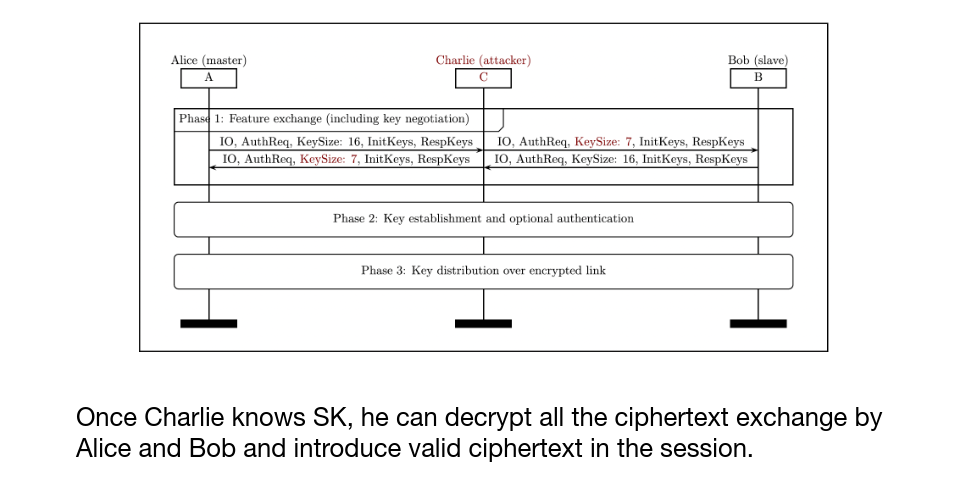 Alice (master)
Charlie (attacker)
Bob (slave)
A
C
B
Phase 1: Feature exchange (including key negotiation)
IO, AuthReq, KeySize: 16, InitKeys, RespKeys
IO, AuthReq, KeySize: 7, InitKeys, RespKeys
IO, AuthReq, KeySize: 7, InitKeys, RespKeys
IO, AuthReq, KeySize: 16, InitKeys, RespKeys
Phase 2: Key establishment and optional authentication
Phase 3: Key distribution over encrypted link
Once Charlie knows SK, he can decrypt all the ciphertext exchange by
Alice and Bob and introduce valid ciphertext in the session.